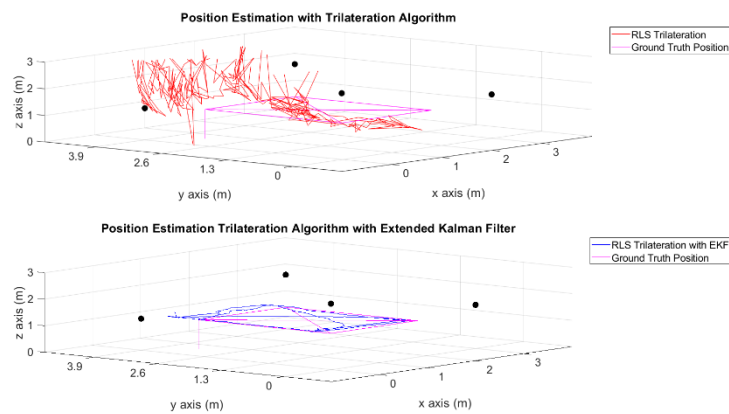 Position Estimation with Trilateration Algorithm
RLS Trilateration
Ground Truth Position
3
2
1
0
z axis (m)
3.9
2.6
1.3
0
y axis (m)
0
1
2
3
x axis (m)
Position Estimation Trilateration Algorithm with Extended Kalman Filter
RLS Trilateration with EKF
Ground Truth Position
3
2
1
0
z axis (m)
3.9
2.6
1.3
0
y axis (m)
0
1
2
3
x axis (m)